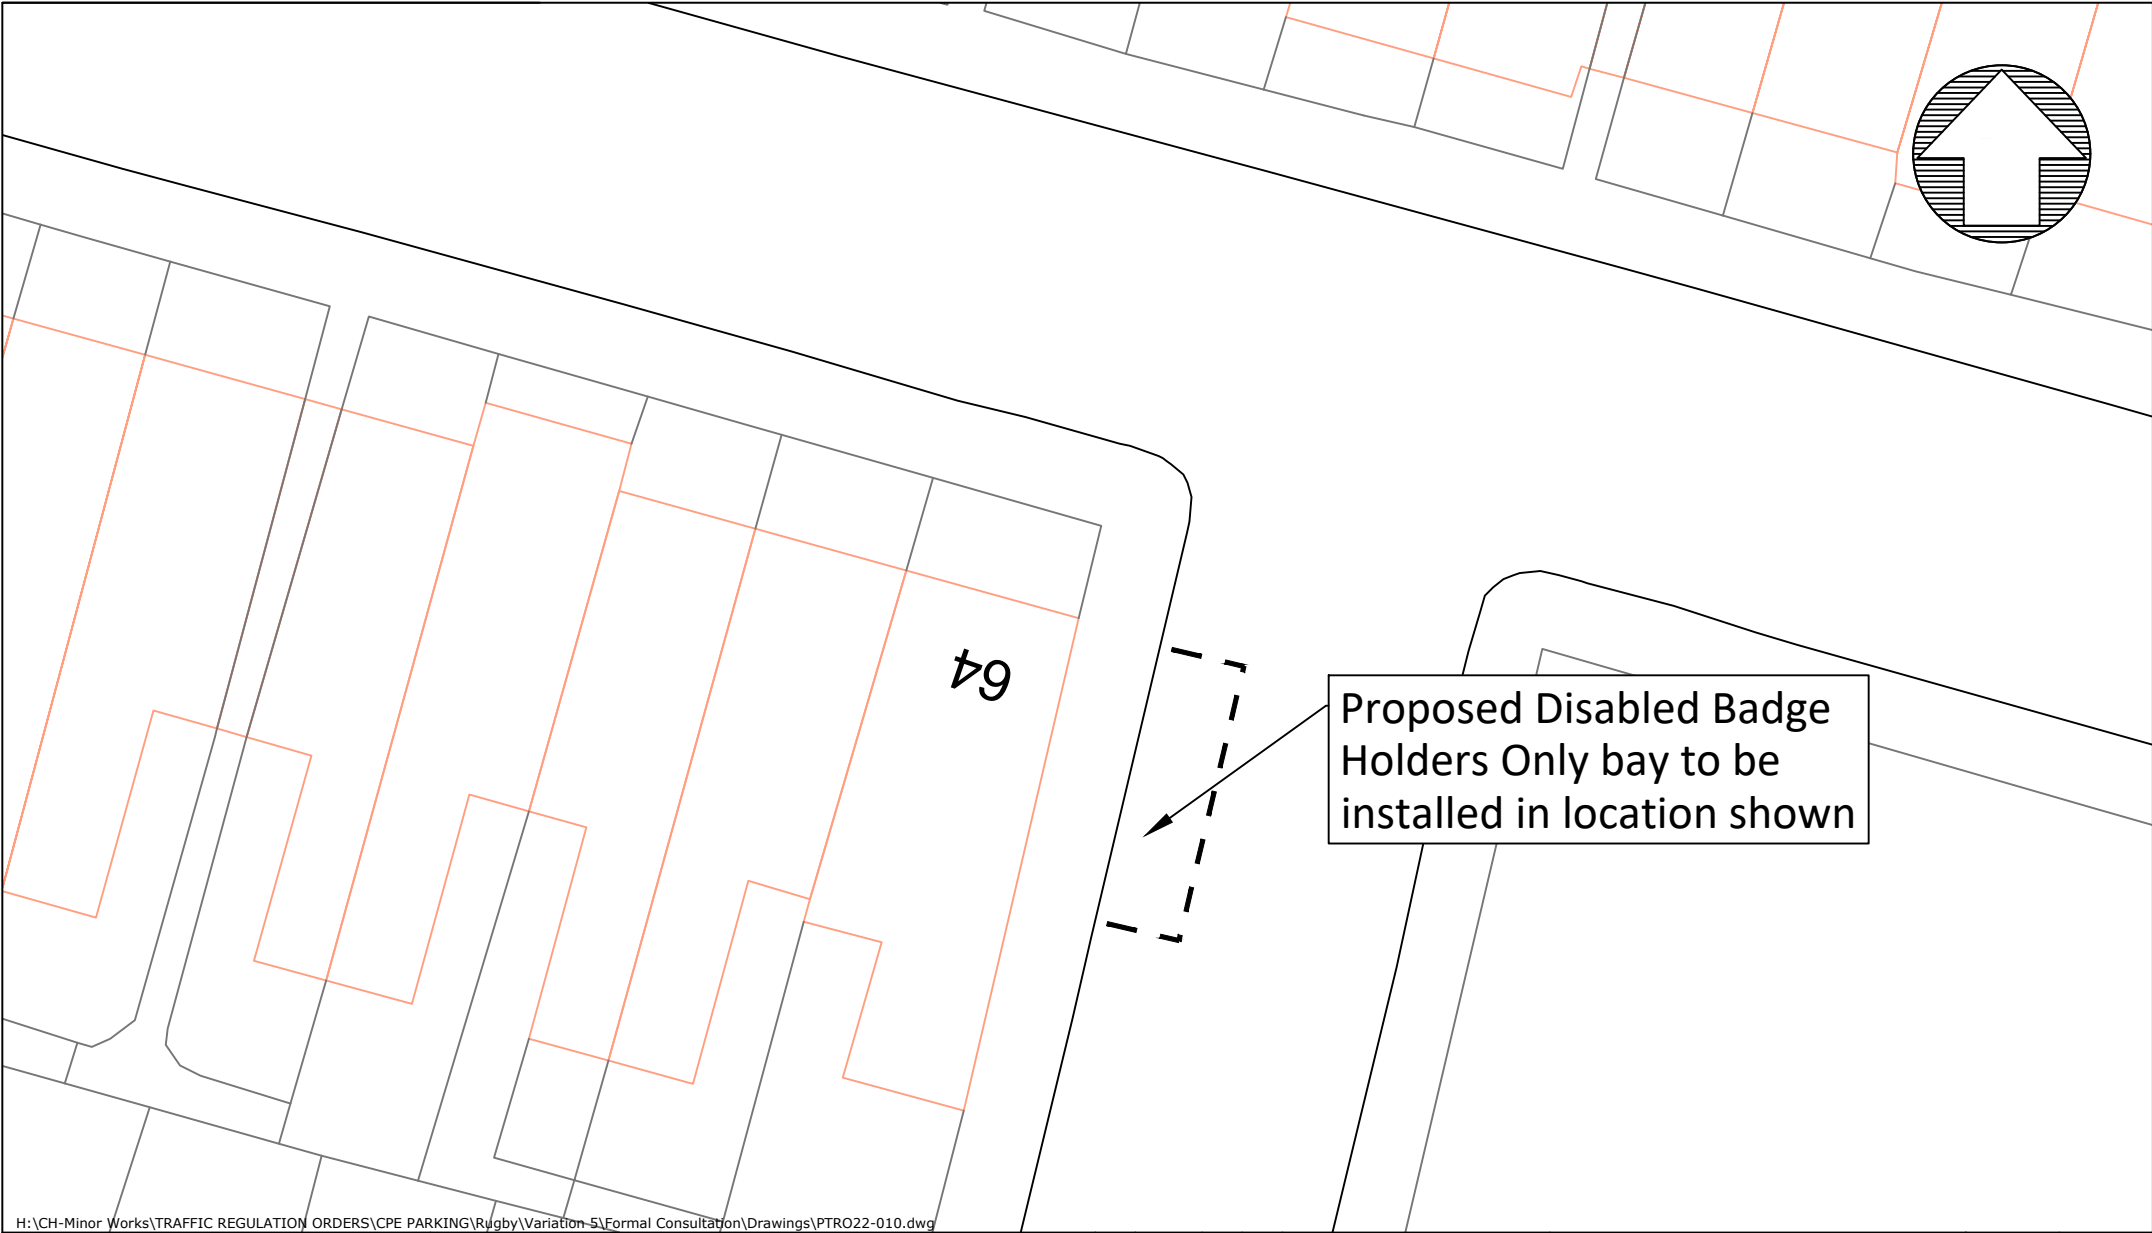 64
Proposed Disabled Badge
Holders Only bay to be
installed in location shown
H:\CH-Minor Works\TRAFFIC REGULATION ORDERS\CPE PARKING\Rugby\Variation 5\Formal Consultation\Drawings\PTRO22-010.dwg